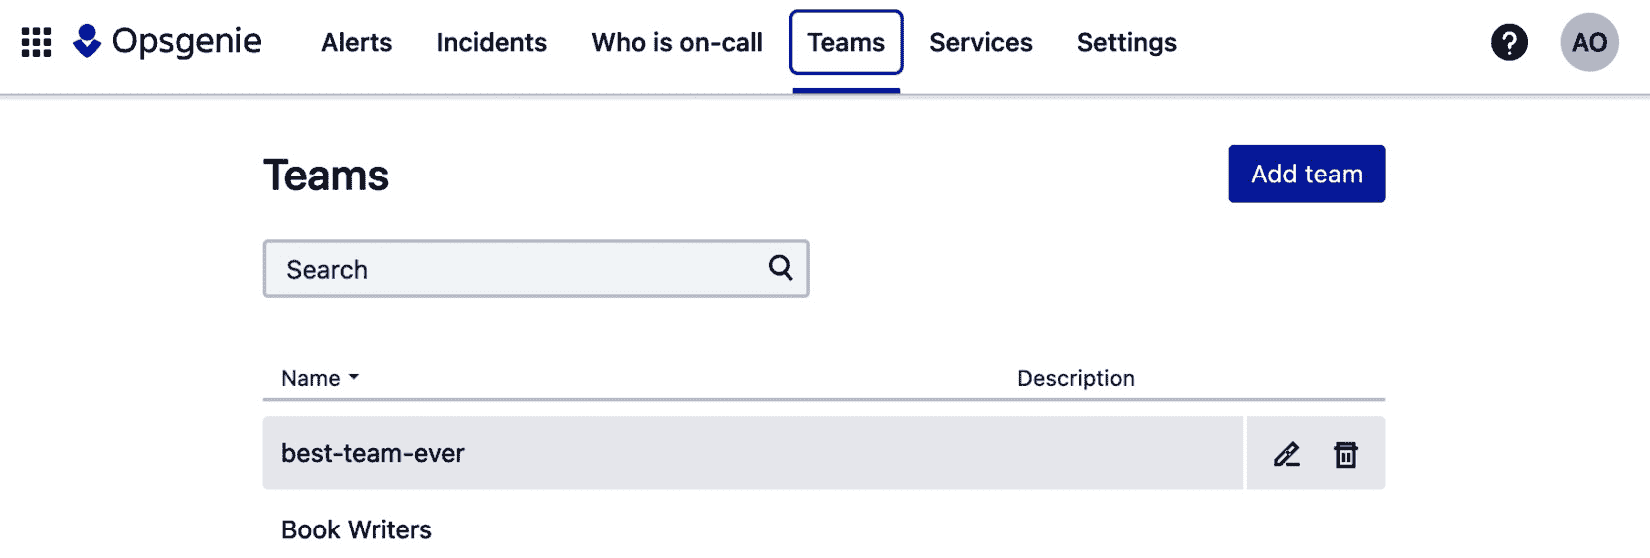 Opsgenie Alerts Incidents Who is on-call Teams Services Settings ? AO
Teams Add team
Search
Name Description
best-team-ever
Book Writers